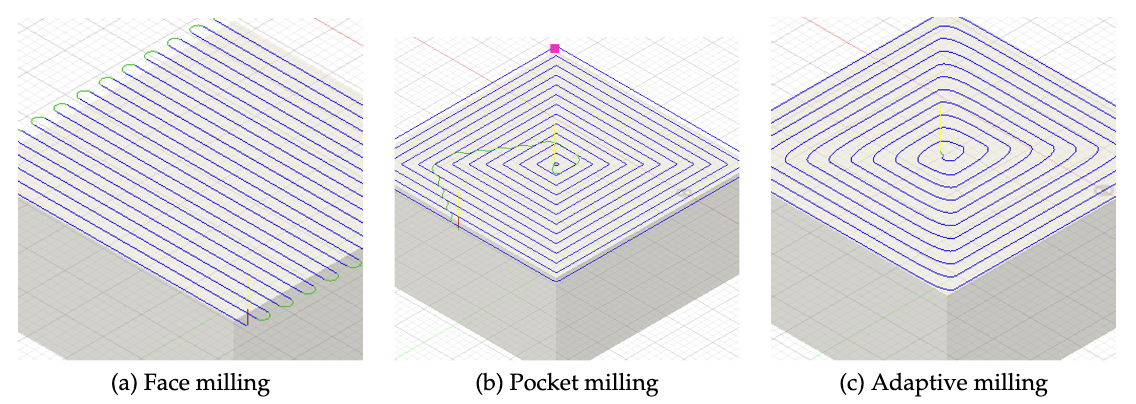 (a) Face milling
(b) Pocket milling
(c) Adaptive milling